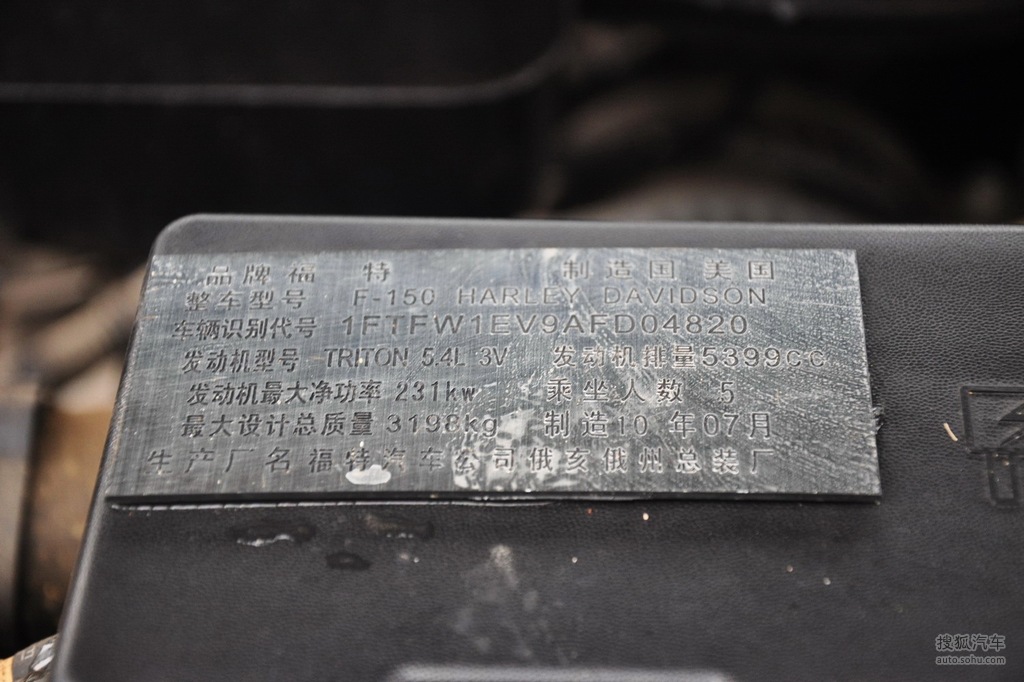 品牌福 特 制造国 美国
整车型号 F-150 HARLEY DAVIDSON
车辆识别代号 1FTFW1EV9AFD04820
发动机型号 TRITON 5.4L 3V 发动机排量5399cc
发动机最大净功率 231kw 乘坐人数 5
最大设计总质量 3198kg 制造10 年07月
生产厂名福特汽车公司俄亥俄州总装厂
搜狐汽车
auto.sohu.com